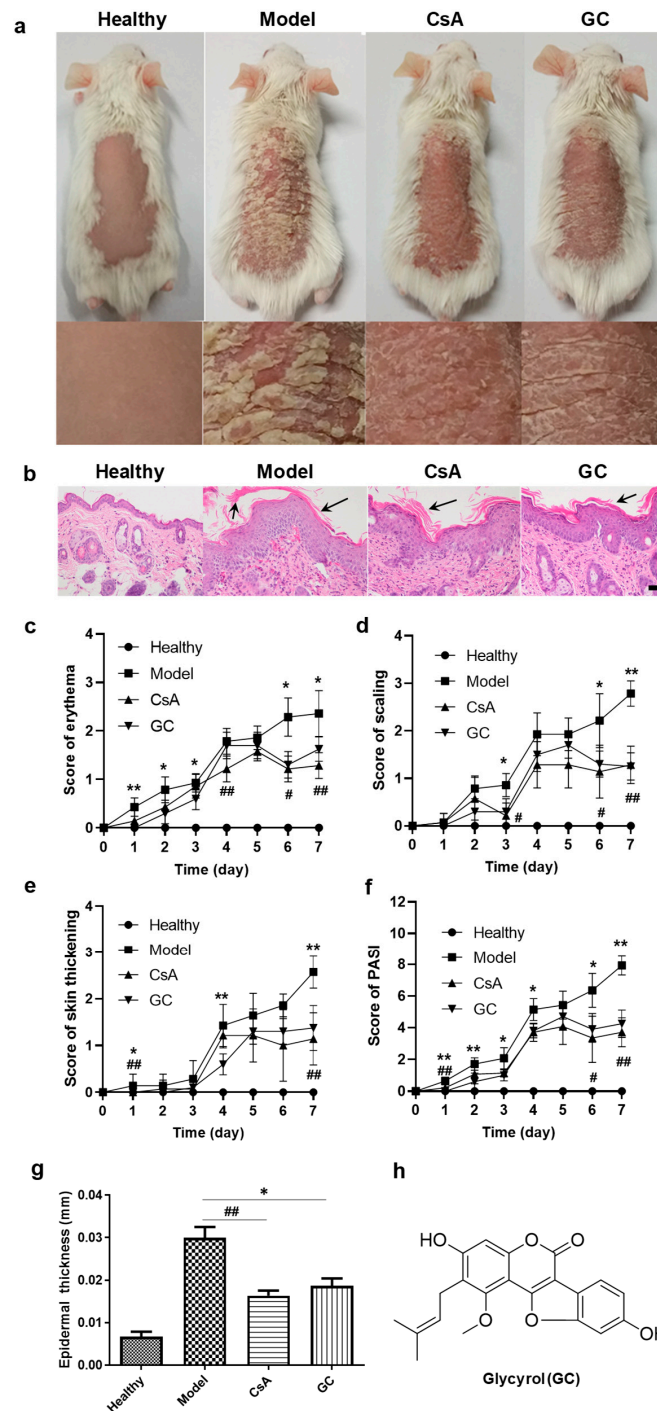 a
Healthy Model CsA GC
b
Healthy Model CsA GC
c
Score of erythema
4
3
2
1
0
Healthy
Model
CsA
GC
** * * * *
## # ##
0 1 2 3 4 5 6 7
Time (day)
d
Score of scaling
4
3
2
1
0
Healthy
Model
CsA
GC
* * **
# # ##
0 1 2 3 4 5 6 7
Time (day)
e
Score of skin thickening
4
3
2
1
0
Healthy
Model
CsA
GC
* ** **
## ##
0 1 2 3 4 5 6 7
Time (day)
f
Score of PASI
12
10
8
6
4
2
0
Healthy
Model
CsA
GC
** ** * * * **
## # ##
0 1 2 3 4 5 6 7
Time (day)
g
Epidermal thickness (mm)
0.04
0.03
0.02
0.01
0.00
*
##
Healthy Model CsA GC
h
HO O O
O O OH
Glycyrol(GC)